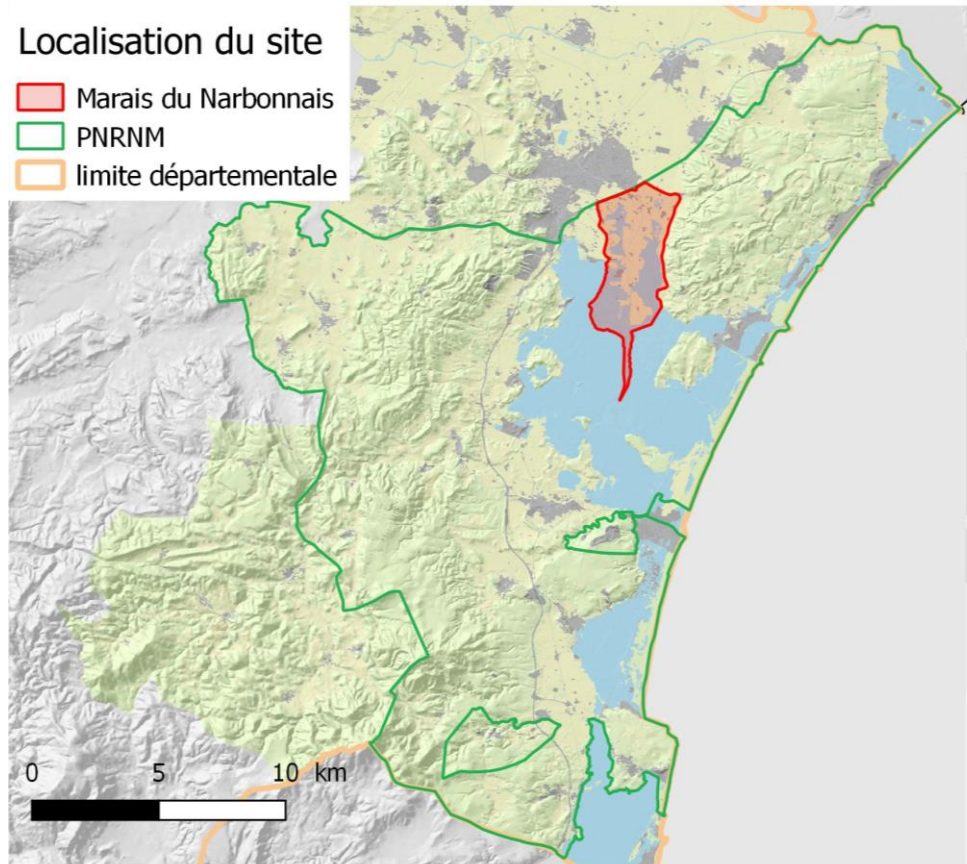 Localisation du site
Marais du Narbonnais
PNRNM
limite départementale
0 5 10 km